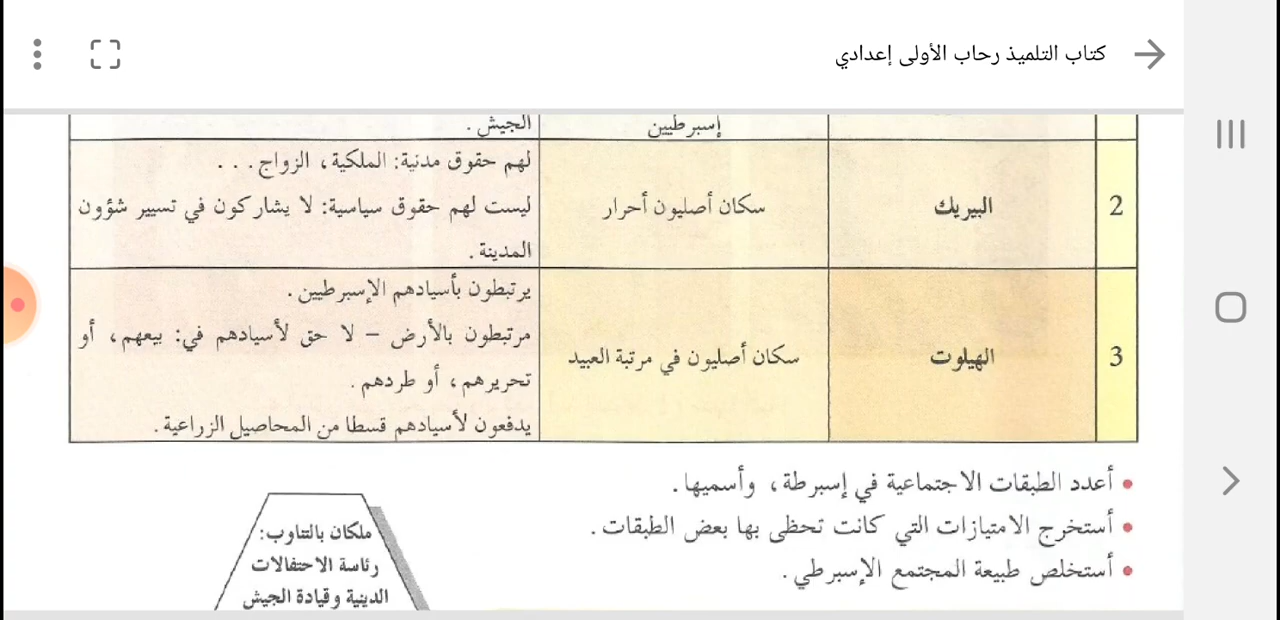 كتاب التلميذ رحاب الأولى إعدادي
إسبرطيين
الجيش .
2
البيريك
سكان أصليون أحرار
لهم حقوق مدنية: الملكية، الزواج . . .
ليست لهم حقوق سياسية: لا يشاركون في تسيير شؤون
المدينة .
3
الهيلوت
سكان أصليون في مرتبة العبيد
يرتبطون بأسيادهم الإسبرطيين .
مرتبطون بالأرض – لا حق لأسيادهم في: بيعهم، أو
تحريرهم، أو طردهم .
يدفعون لأسيادهم قسطا من المحاصيل الزراعية .
• أعدد الطبقات الاجتماعية في إسبرطة، وأسميها .
• أستخرج الامتيازات التي كانت تحظى بها بعض الطبقات .
• أستخلص طبيعة المجتمع الإسبرطي .
ملكان بالتناوب:
رئاسة الاحتفالات
الدينية وقيادة الجيش